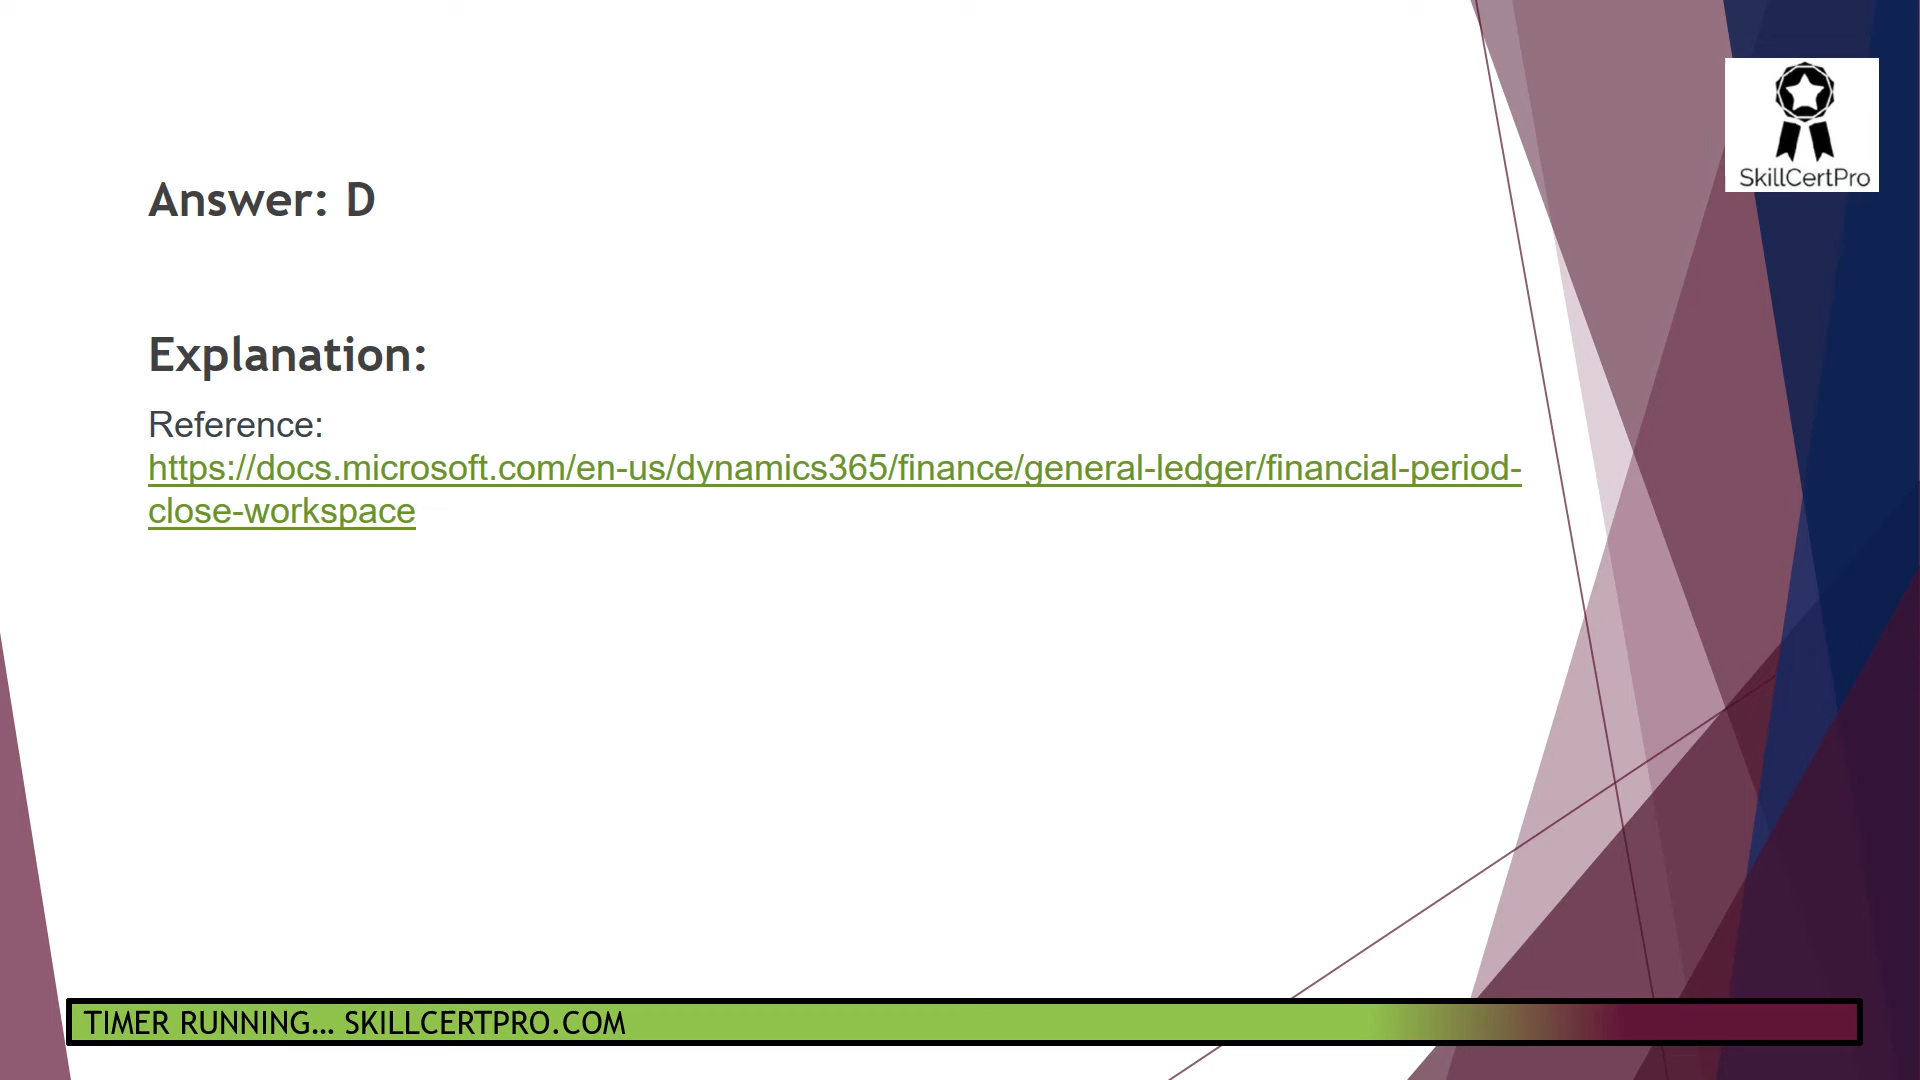 SkillCertPro
Answer: D
Explanation:
Reference:
https://docs.microsoft.com/en-us/dynamics365/finance/general-ledger/financial-period-
close-workspace
TIMER RUNNING... SKILLCERTPRO.COM